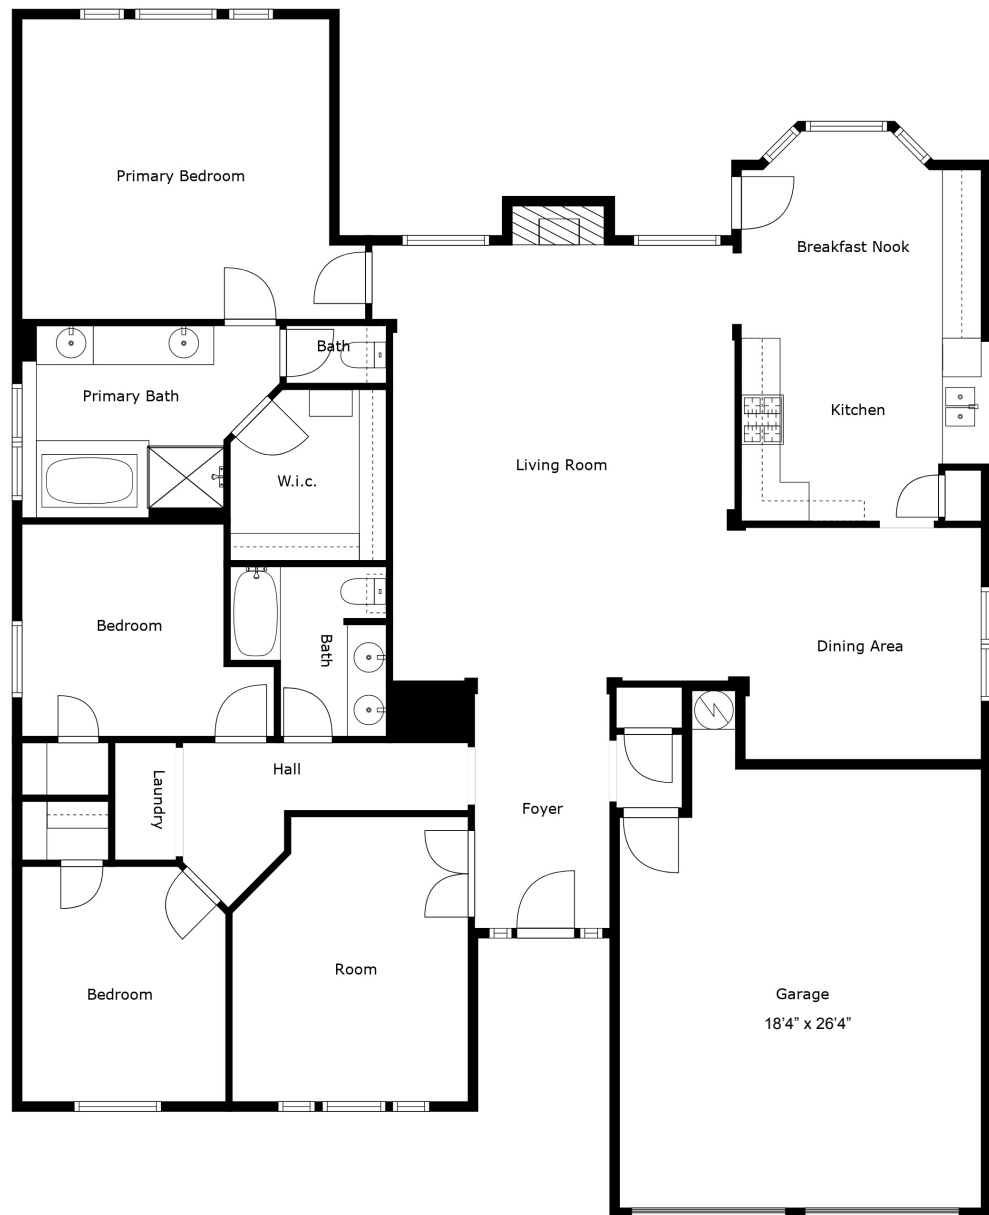 Primary Bedroom
Breakfast Nook
Bath
Primary Bath
Kitchen
Living Room
W.i.c.
Bedroom
Bath
Dining Area
Hall
Laundry
Foyer
Room
Bedroom
Garage
18'4" x 26'4"